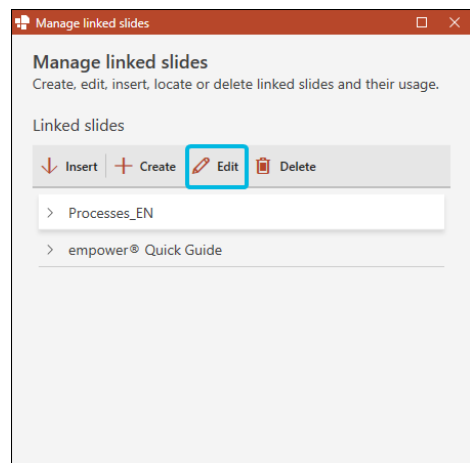 Manage linked slides
Manage linked slides
Create, edit, insert, locate or delete linked slides and their usage.
Linked slides
Insert Create Edit Delete
Processes_EN
empower® Quick Guide